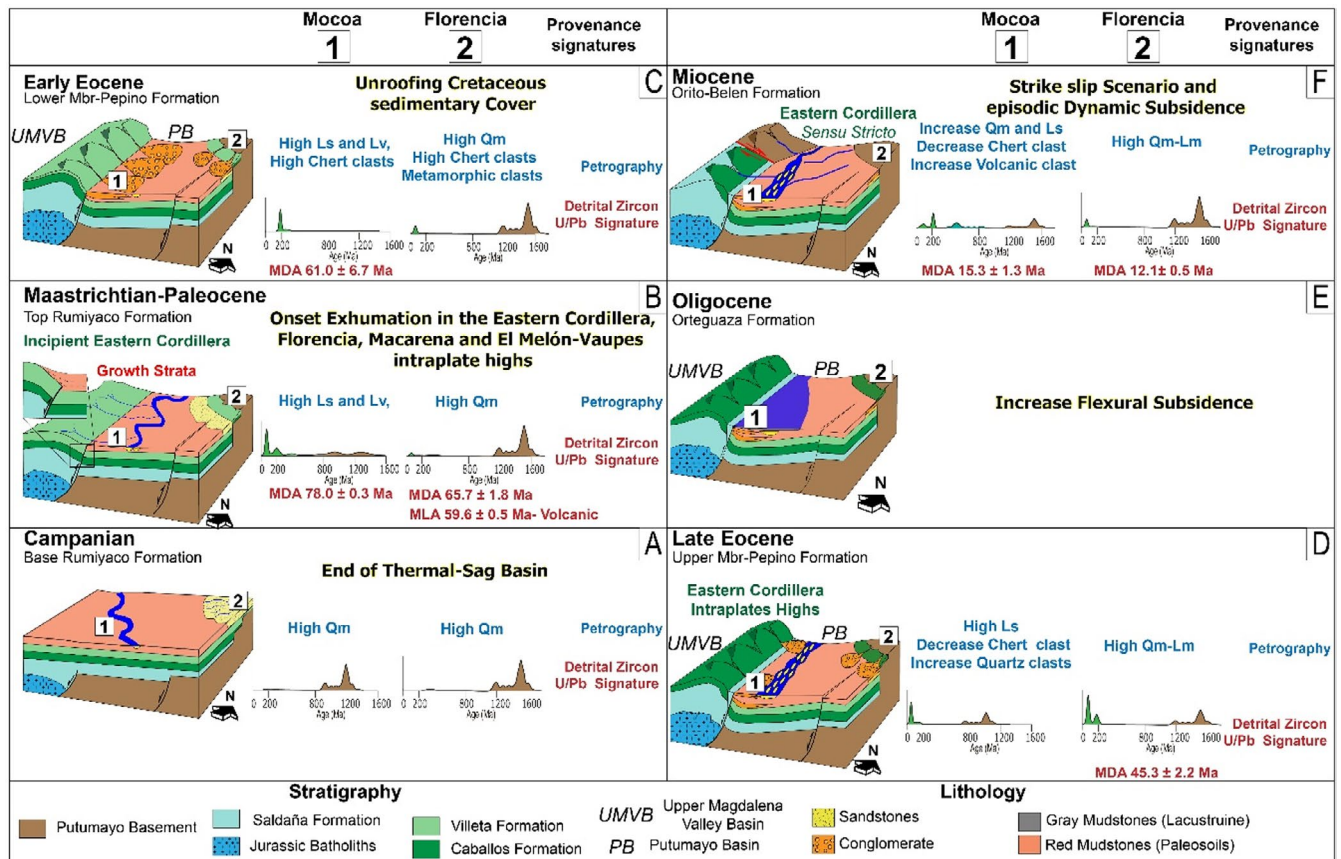 Mocoa
1
Florencia
2
Provenance
signatures
Mocoa
1
Florencia
2
Provenance
signatures
Early Eocene
Lower Mbr-Pepino Formation
C
Unroofing Cretaceous
sedimentary Cover
UMVB
PB
2
1
N
High Ls and Lv,
High Chert clasts
High Qm
High Chert clasts
Metamorphic clasts
Petrography
Detrital Zircon
U/Pb Signature
0 200 800 1200 1600
Age (Ma)
0 200 800 1200 1600
Age (Ma)
MDA 61.0 ± 6.7 Ma
Maastrichtian-Paleocene
Top Rumiyaco Formation
B
Onset Exhumation in the Eastern Cordillera,
Florencia, Macarena and El Melón-Vaupes
intraplate highs
Incipient Eastern Cordillera
Growth Strata
2
1
N
High Ls and Lv,
High Qm
Petrography
Detrital Zircon
U/Pb Signature
0 200 800 1200 1600
Age (Ma)
0 200 800 1200 1600
Age (Ma)
MDA 78.0 ± 0.3 Ma
MDA 65.7 ± 1.8 Ma
MLA 59.6 ± 0.5 Ma- Volcanic
Campanian
Base Rumiyaco Formation
A
End of Thermal-Sag Basin
2
1
N
High Qm
High Qm
Petrography
Detrital Zircon
U/Pb Signature
0 200 800 1200 1600
Age (Ma)
0 200 800 1200 1600
Age (Ma)
Miocene
Orito-Belen Formation
F
Strike slip Scenario and
episodic Dynamic Subsidence
Eastern Cordillera
Sensu Stricto
2
1
N
Increase Qm and Ls
Decrease Chert clast
Increase Volcanic clast
High Qm-Lm
Petrography
Detrital Zircon
U/Pb Signature
0 200 800 1200 1600
Age (Ma)
0 200 800 1200 1600
Age (Ma)
MDA 15.3 ± 1.3 Ma
MDA 12.1± 0.5 Ma
Oligocene
Orteguaza Formation
E
UMVB
PB
2
1
N
Increase Flexural Subsidence
Late Eocene
Upper Mbr-Pepino Formation
D
Eastern Cordillera
Intraplates Highs
UMVB
PB
2
1
N
High Ls
Decrease Chert clast
Increase Quartz clasts
High Qm-Lm
Petrography
Detrital Zircon
U/Pb Signature
0 200 800 1200 1600
Age (Ma)
0 200 800 1200 1600
Age (Ma)
MDA 45.3 ± 2.2 Ma
Stratigraphy
Putumayo Basement
Saldaña Formation
Jurassic Batholiths
Villeta Formation
Caballos Formation
UMVB Upper Magdalena
Valley Basin
PB Putumayo Basin
Lithology
Sandstones
Conglomerate
Gray Mudstones (Lacustruine)
Red Mudstones (Paleosoils)